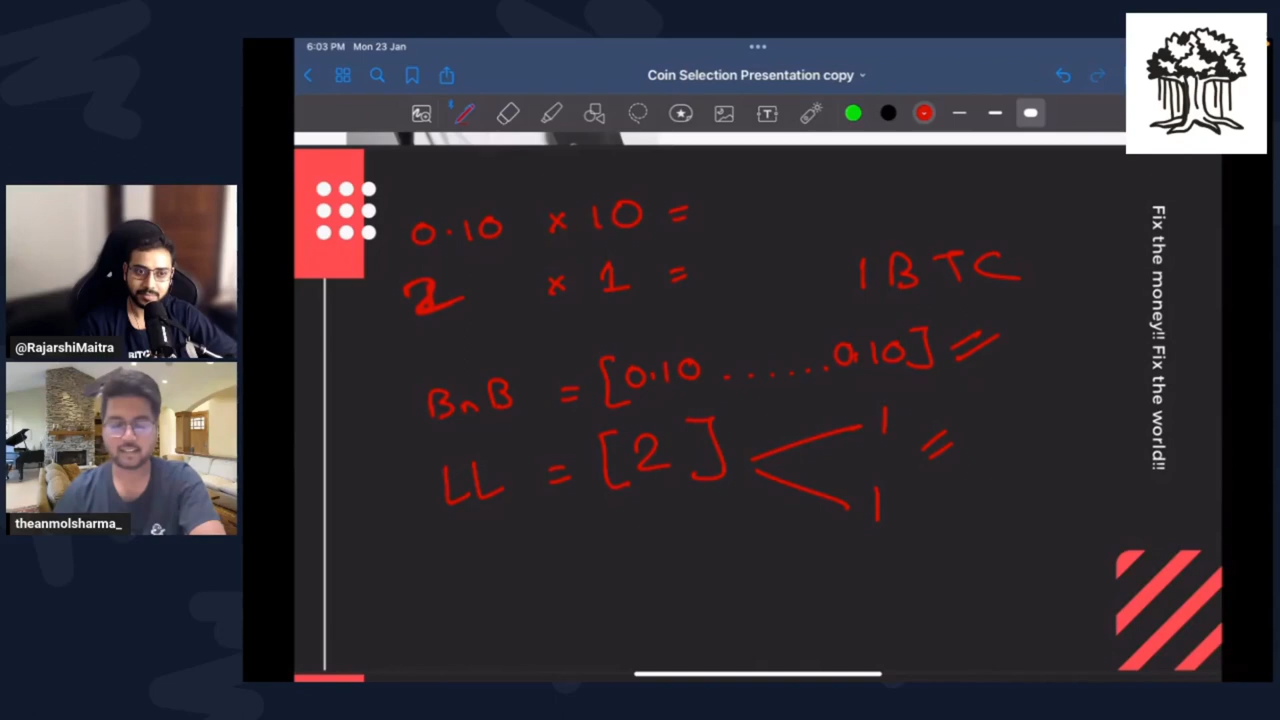 6:03 PM Mon 23 Jan
Coin Selection Presentation copy
T
0.10 × 10 =
2 × 1 =
1 BTC
BnB = [0.10 ...... 0.10] =
LL = [2] < 1 =
1
Fix the money!! Fix the world!!
@RajarshiMaitra
theanmolsharma_